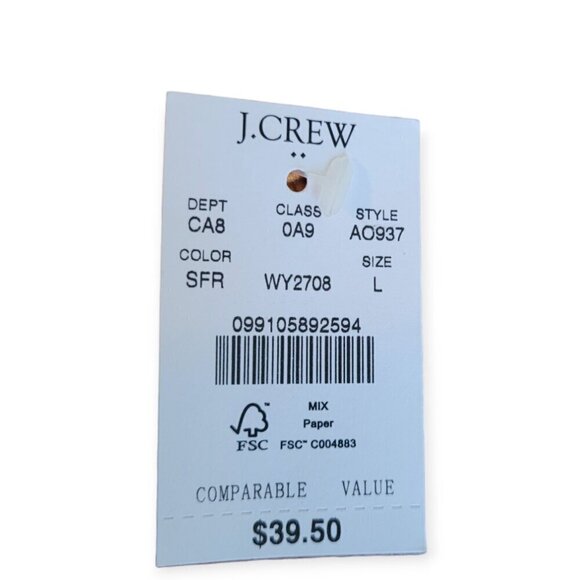 J.CREW
DEPT CLASS STYLE
CA8 0A9 AO937
COLOR SIZE
SFR WY2708 L
099105892594
MIX
Paper
FSC™ FSC™ C004883
COMPARABLE VALUE
$39.50